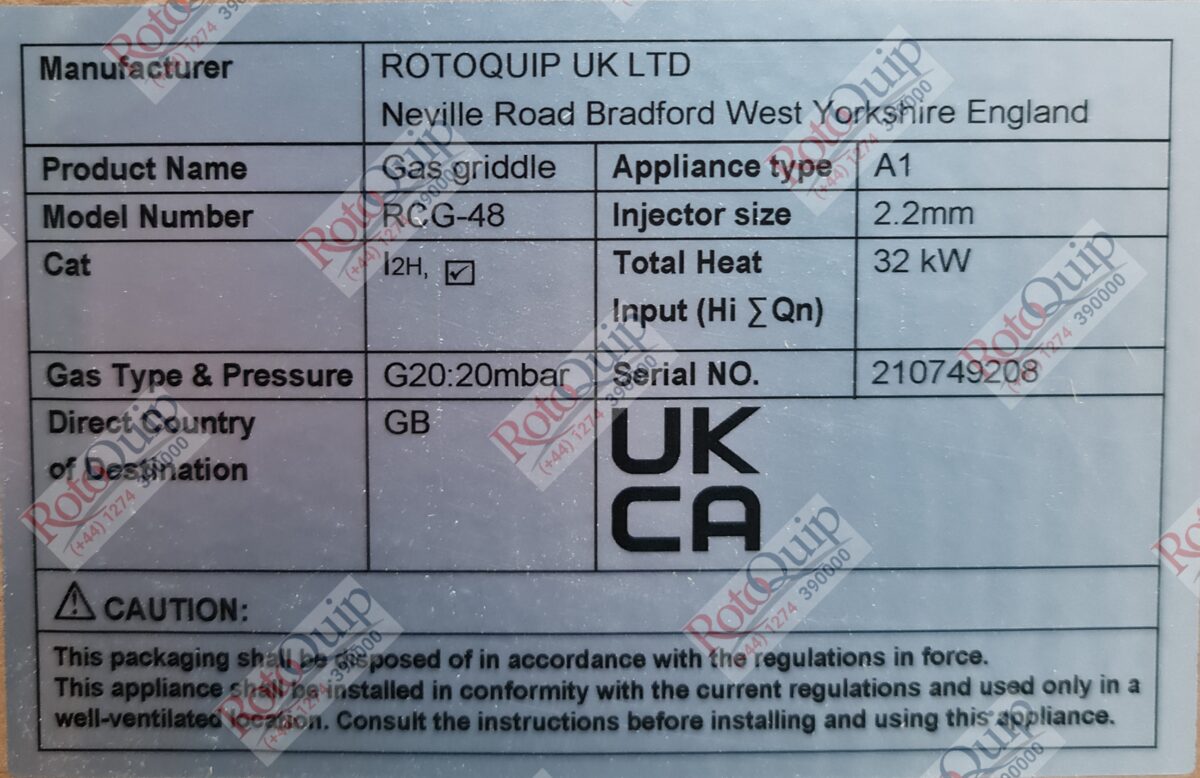 Manufacturer ROTOQUIP UK LTD
Neville Road Bradford West Yorkshire England
Product Name Gas griddle Appliance type A1
Model Number RCG-48 Injector size 2.2mm
Cat I2H, ☑ Total Heat 32 kW
Input (Hi ∑Qn)
Gas Type & Pressure G20:20mbar Serial NO. 210749208
Direct Country GB UK
of Destination
CA
⚠ CAUTION:
This packaging shall be disposed of in accordance with the regulations in force.
This appliance shall be installed in conformity with the current regulations and used only in a
well-ventilated location. Consult the instructions before installing and using this appliance.
RotoQuip
(+44) 1274 390000